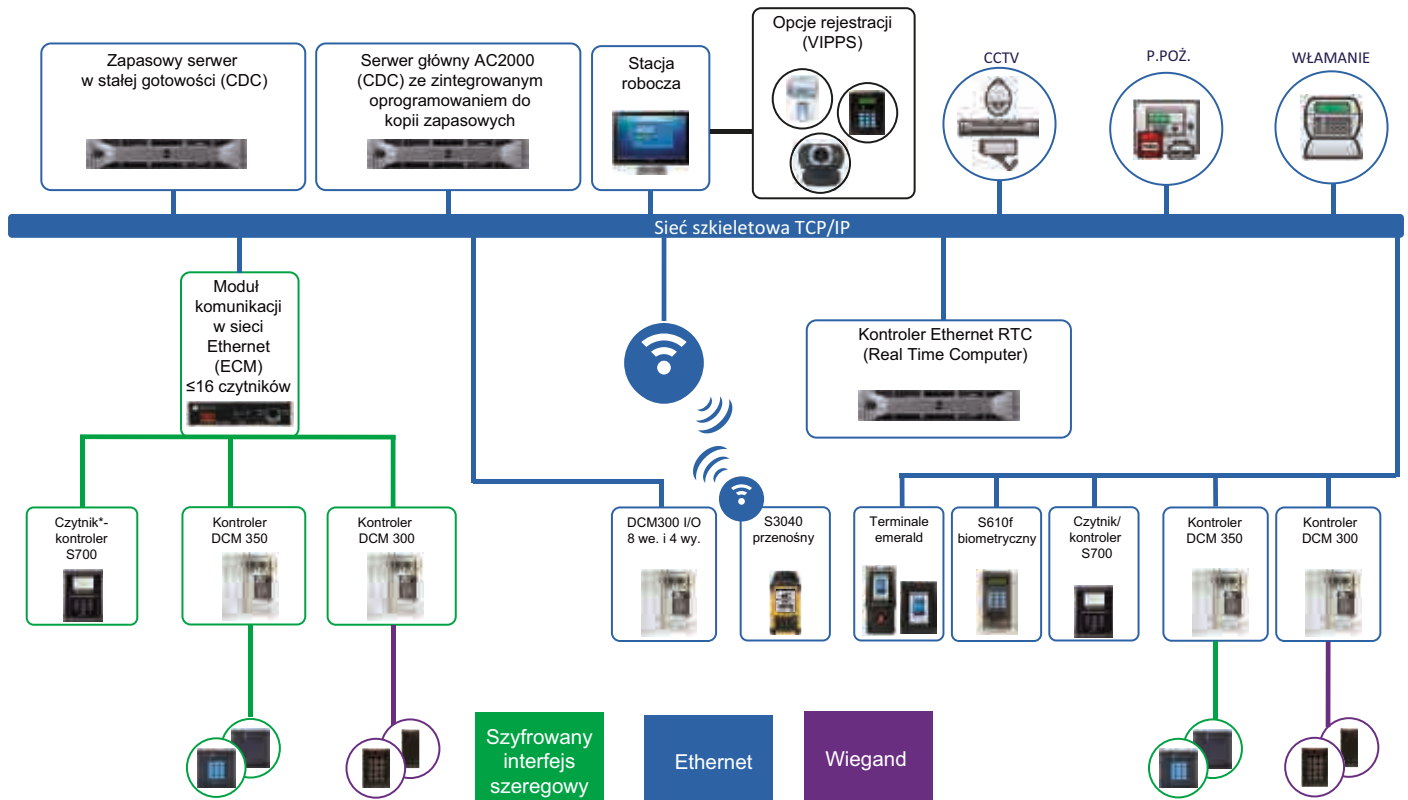 Zapasowy serwer
w stałej gotowości (CDC)
Serwer główny AC2000
(CDC) ze zintegrowanym
oprogramowaniem do
kopii zapasowych
Stacja
robocza
Opcje rejestracji
(VIPPS)
CCTV
P.POŻ.
WŁAMANIE
Sieć szkieletowa TCP/IP
Moduł
komunikacji
w sieci
Ethernet
(ECM)
≤16 czytników
Kontroler Ethernet RTC
(Real Time Computer)
Czytnik*-
kontroler
S700
Kontroler
DCM 350
Kontroler
DCM 300
DCM300 I/O
8 we. i 4 wy.
S3040
przenośny
Terminale
emerald
S610f
biometryczny
Czytnik/
kontroler
S700
Kontroler
DCM 350
Kontroler
DCM 300
Szyfrowany
interfejs
szeregowy
Ethernet
Wiegand